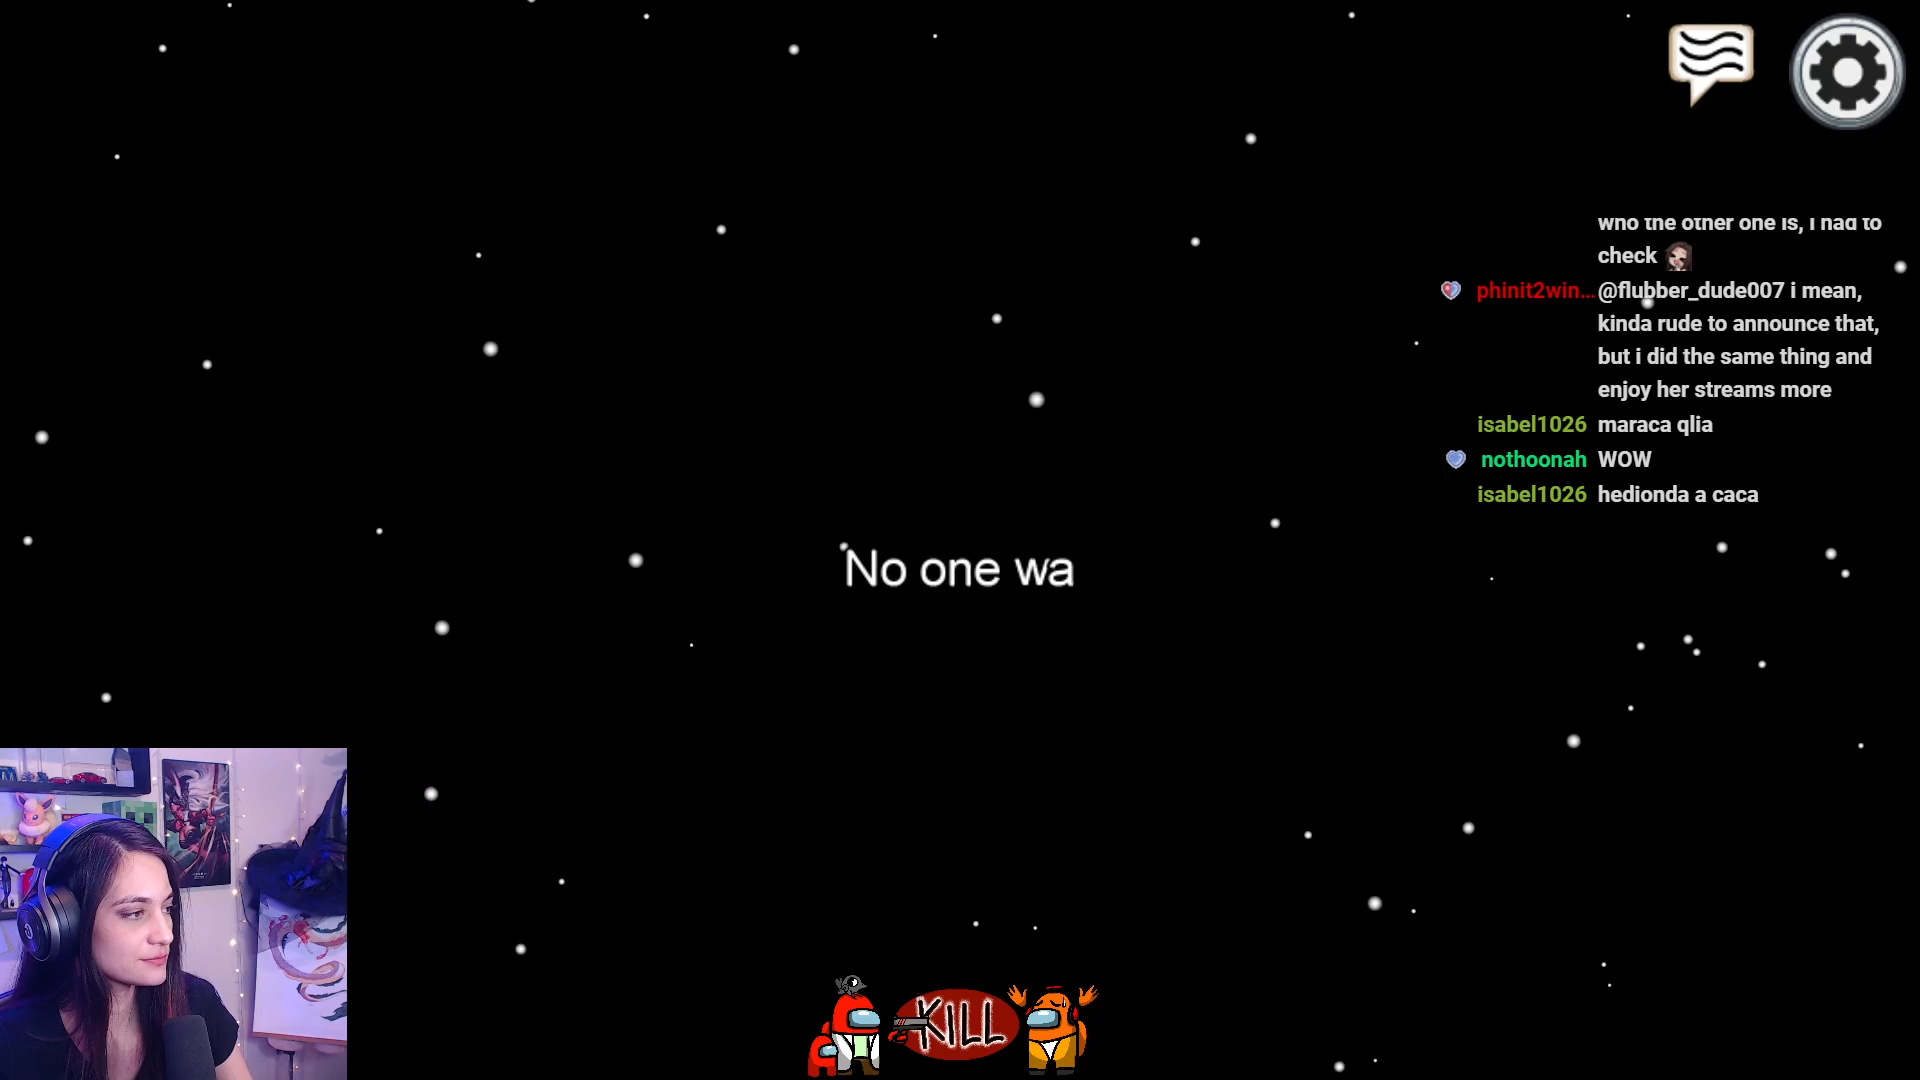 who the other one is, I had to
check
phinit2win... @flubber_dude007 i mean,
kinda rude to announce that,
but i did the same thing and
enjoy her streams more
isabel1026 maraca qlia
nothoonah WOW
isabel1026 hedionda a caca
No one wa
KILL